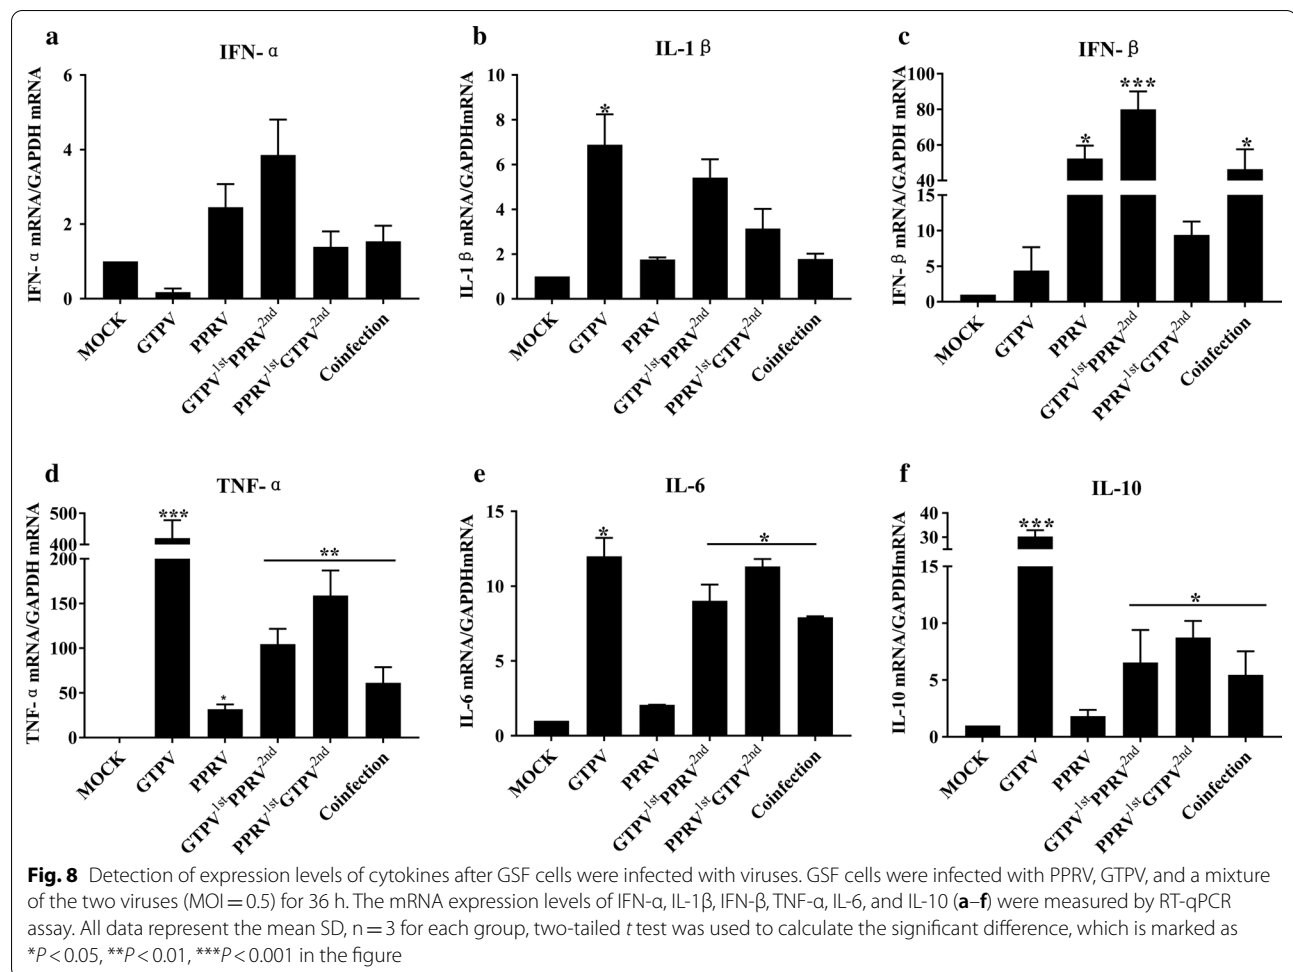 a
IFN- α
IFN- α mRNA/GAPDH mRNA
6
4
2
0
MOCK
GTPV
PPRV
GTPV1stPPRV2nd
PPRV1stGTPV2nd
Coinfection
b
IL-1 β
IL-1 β mRNA/GAPDHmRNA
10
8
6
4
2
0
*
MOCK
GTPV
PPRV
GTPV1stPPRV2nd
PPRV1stGTPV2nd
Coinfection
c
IFN- β
IFN- β mRNA/GAPDH mRNA
100
80
60
40
15
10
5
0
*
***
*
MOCK
GTPV
PPRV
GTPV1stPPRV2nd
PPRV1stGTPV2nd
Coinfection
d
TNF- α
TNF- α mRNA/GAPDH mRNA
500
400
200
150
100
50
0
***
*
**
MOCK
GTPV
PPRV
GTPV1stPPRV2nd
PPRV1stGTPV2nd
Coinfection
e
IL-6
IL-6 mRNA/GAPDHmRNA
15
10
5
0
*
*
MOCK
GTPV
PPRV
GTPV1stPPRV2nd
PPRV1stGTPV2nd
Coinfection
f
IL-10
IL-10 mRNA/GAPDHmRNA
40
30
15
10
5
0
***
*
MOCK
GTPV
PPRV
GTPV1stPPRV2nd
PPRV1stGTPV2nd
Coinfection
Fig. 8 Detection of expression levels of cytokines after GSF cells were infected with viruses. GSF cells were infected with PPRV, GTPV, and a mixture
of the two viruses (MOI = 0.5) for 36 h. The mRNA expression levels of IFN-α, IL-1β, IFN-β, TNF-α, IL-6, and IL-10 (a–f) were measured by RT-qPCR
assay. All data represent the mean SD, n = 3 for each group, two-tailed t test was used to calculate the significant difference, which is marked as
*P < 0.05, **P < 0.01, ***P < 0.001 in the figure